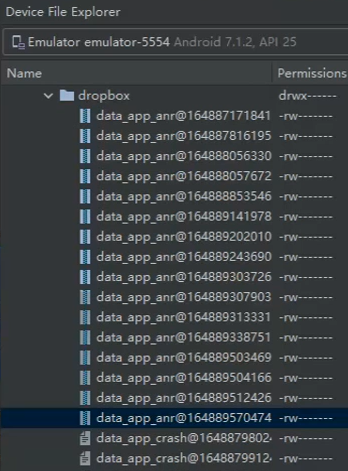 Device File Explorer
Emulator emulator-5554 Android 7.1.2, API 25
Name Permissions
dropbox drwx------
data_app_anr@164887171841 -rw-------
data_app_anr@164887816195 -rw-------
data_app_anr@164888056330 -rw-------
data_app_anr@164888057672 -rw-------
data_app_anr@164888853546 -rw-------
data_app_anr@164889141978 -rw-------
data_app_anr@164889202010 -rw-------
data_app_anr@164889243690 -rw-------
data_app_anr@164889303726 -rw-------
data_app_anr@164889307903 -rw-------
data_app_anr@164889313331 -rw-------
data_app_anr@164889338751 -rw-------
data_app_anr@164889503469 -rw-------
data_app_anr@164889504166 -rw-------
data_app_anr@164889512426 -rw-------
data_app_anr@164889570474 -rw-------
data_app_crash@1648879802 -rw-------
data_app_crash@1648879912 -rw-------